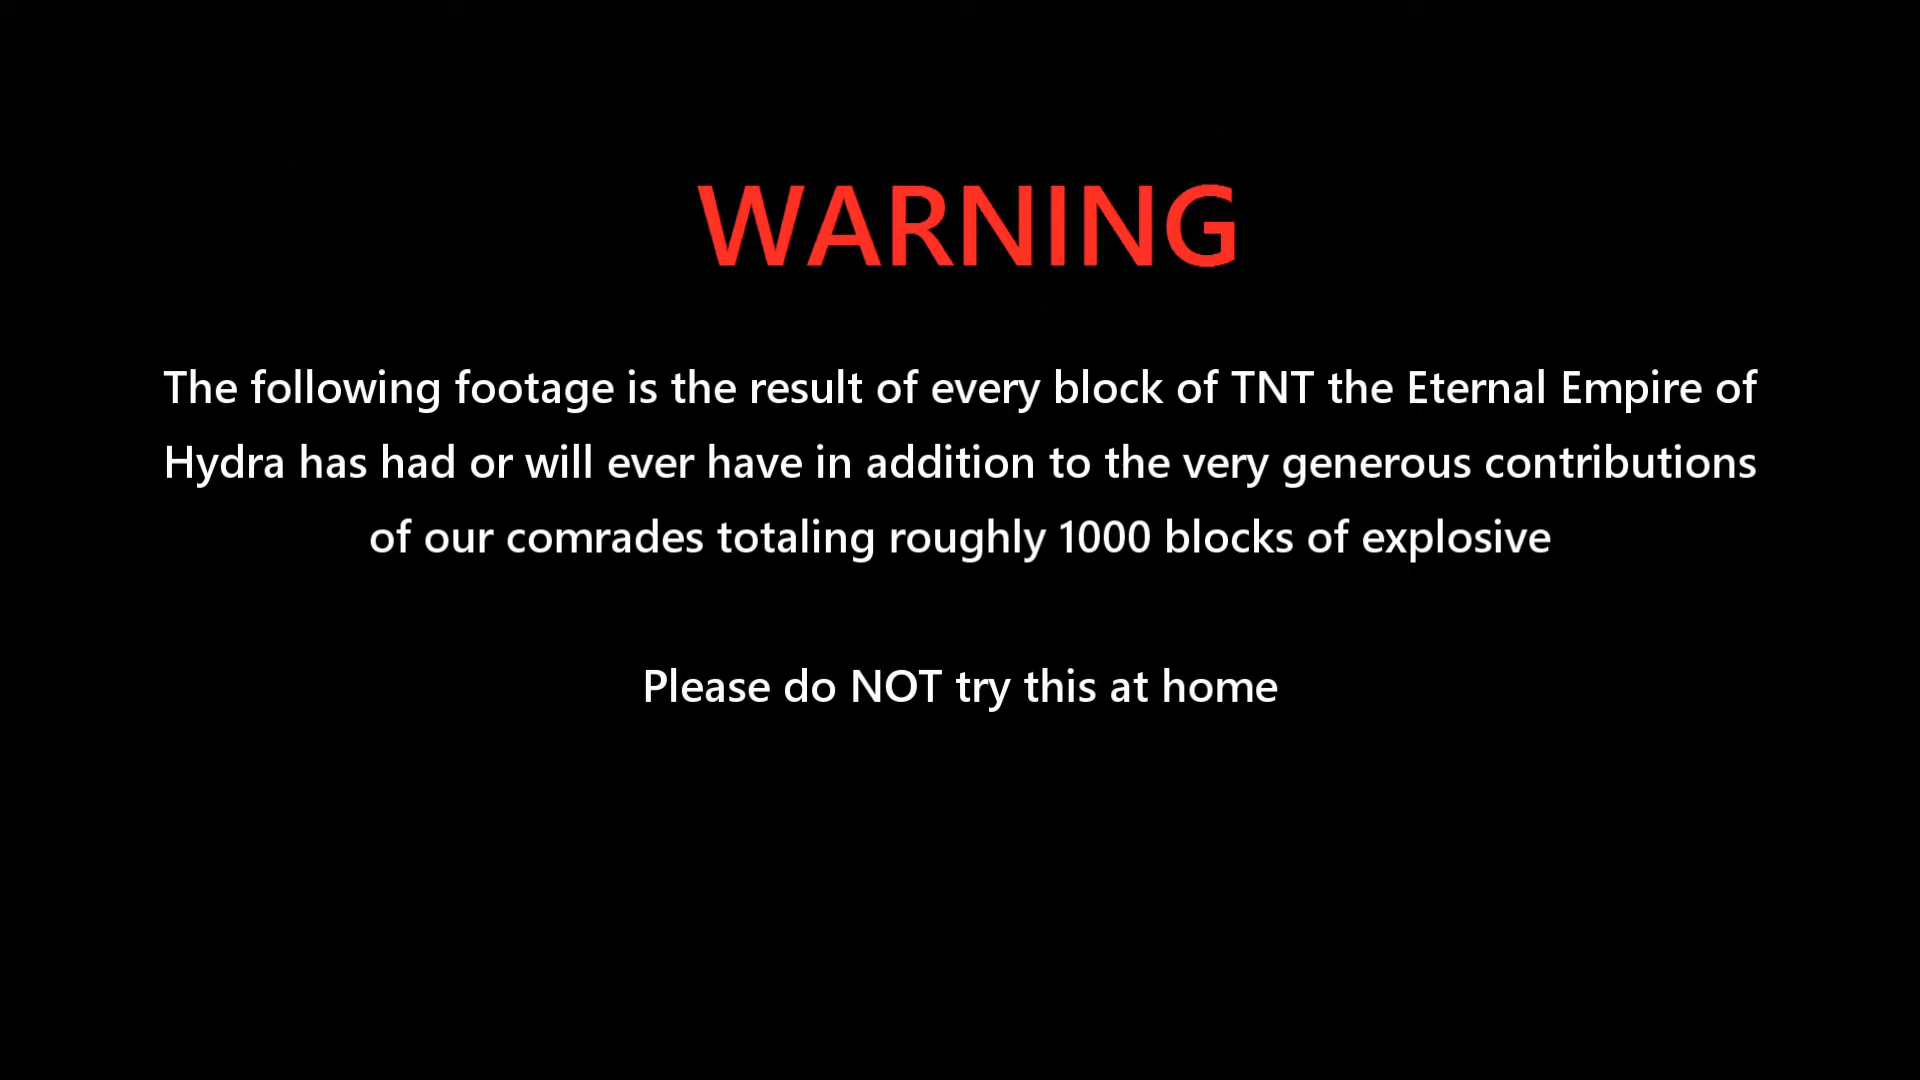 WARNING
The following footage is the result of every block of TNT the Eternal Empire of
Hydra has had or will ever have in addition to the very generous contributions
of our comrades totaling roughly 1000 blocks of explosive
Please do NOT try this at home